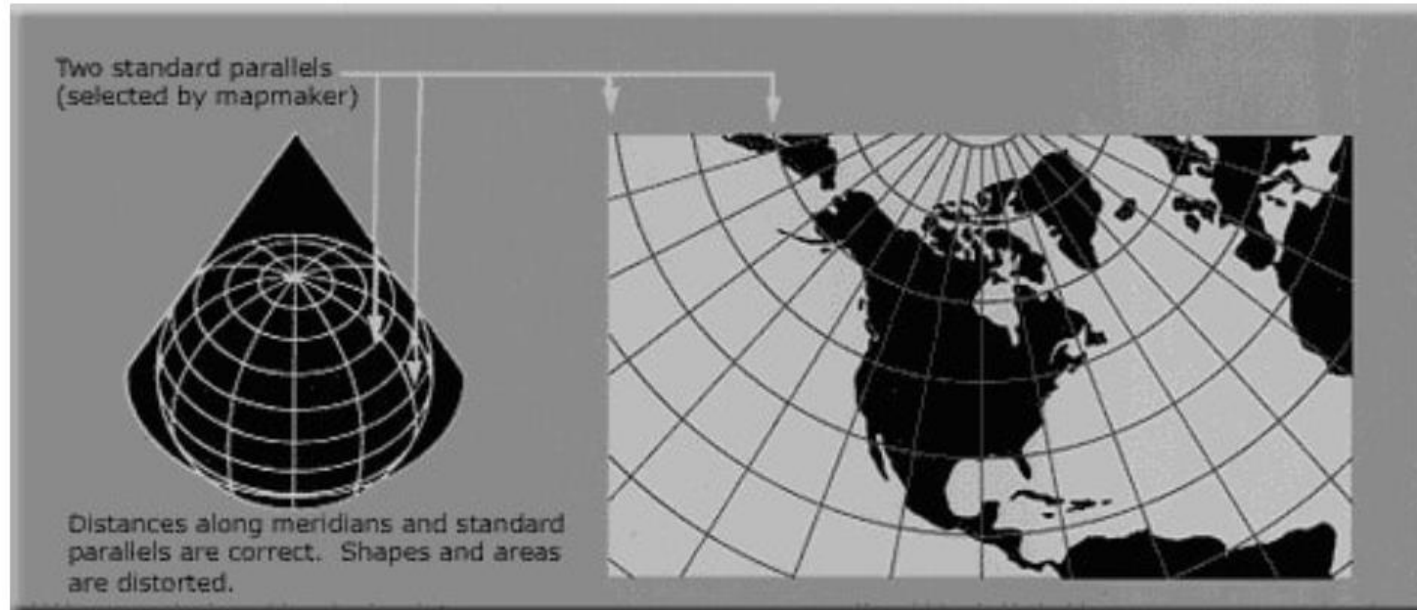 Two standard parallels
(selected by mapmaker)
Distances along meridians and standard
parallels are correct. Shapes and areas
are distorted.